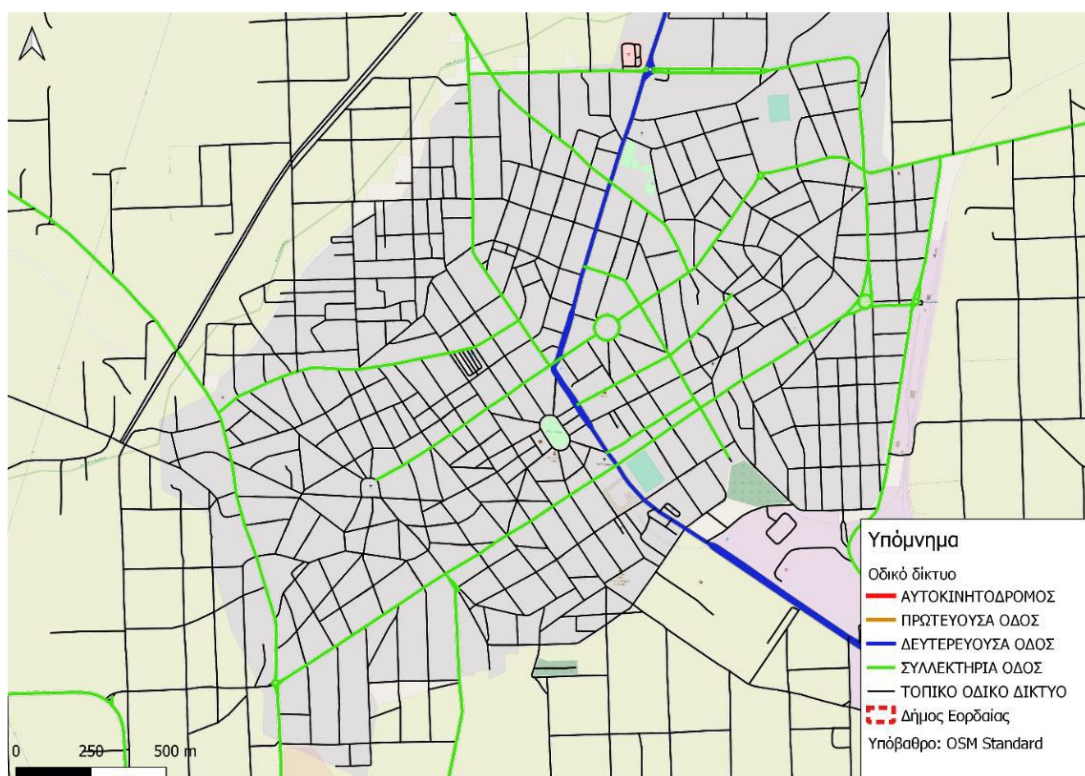 Υπόμνημα
Οδικό δίκτυο
ΑΥΤΟΚΙΝΗΤΟΔΡΟΜΟΣ
ΠΡΩΤΕΥΟΥΣΑ ΟΔΟΣ
ΔΕΥΤΕΡΕΥΟΥΣΑ ΟΔΟΣ
ΣΥΛΛΕΚΤΗΡΙΑ ΟΔΟΣ
ΤΟΠΙΚΟ ΟΔΙΚΟ ΔΙΚΤΥΟ
Δήμος Εορδαίας
Υπόβαθρο: OSM Standard
0 250 500 m